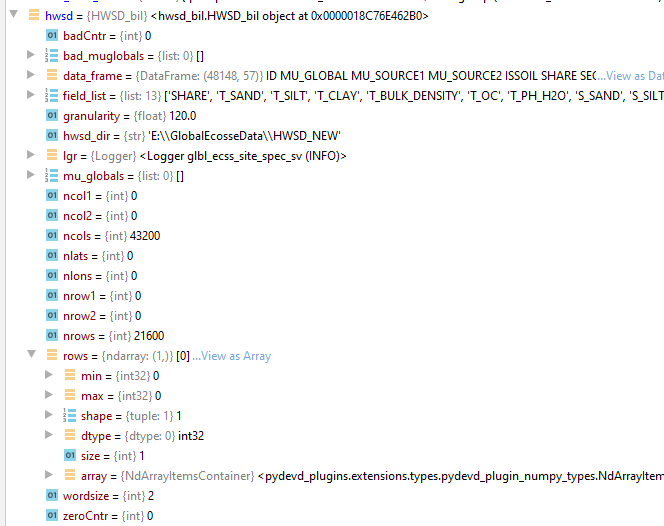 hwsd = {HWSD_bil} <hwsd_bil.HWSD_bil object at 0x0000018C76E462B0>
01 badCntr = {int} 0
bad_muglobals = {list: 0} []
data_frame = {DataFrame: (48148, 57)} ID MU_GLOBAL MU_SOURCE1 MU_SOURCE2 ISSOIL SHARE SEC...View as Dat
field_list = {list: 13} ['SHARE', 'T_SAND', 'T_SILT', 'T_CLAY', 'T_BULK_DENSITY', 'T_OC', 'T_PH_H2O', 'S_SAND', 'S_SILT
01 granularity = {float} 120.0
01 hwsd_dir = {str} 'E:\\GlobalEcosseData\\HWSD_NEW'
lgr = {Logger} <Logger glbl_ecss_site_spec_sv (INFO)>
mu_globals = {list: 0} []
01 ncol1 = {int} 0
01 ncol2 = {int} 0
01 ncols = {int} 43200
01 nlats = {int} 0
01 nlons = {int} 0
01 nrow1 = {int} 0
01 nrow2 = {int} 0
01 nrows = {int} 21600
rows = {ndarray: (1,)} [0] ...View as Array
min = {int32} 0
max = {int32} 0
shape = {tuple: 1} 1
dtype = {dtype: 0} int32
01 size = {int} 1
array = {NdArrayItemsContainer} <pydevd_plugins.extensions.types.pydevd_plugin_numpy_types.NdArrayItem
01 wordsize = {int} 2
01 zeroCntr = {int} 0